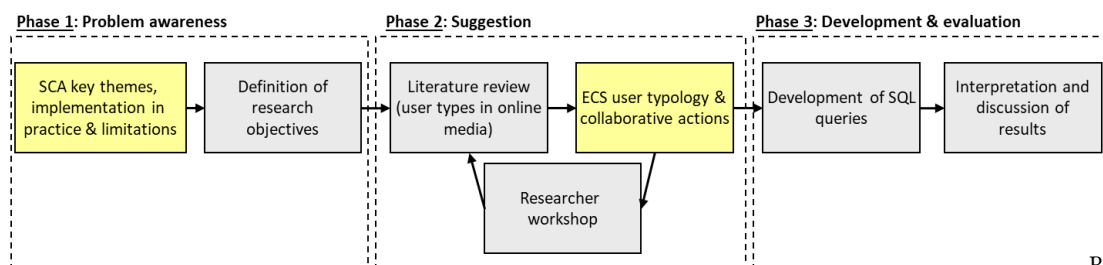 Phase 1: Problem awareness
SCA key themes,
implementation in
practice & limitations
Definition of
research
objectives
Phase 2: Suggestion
Literature review
(user types in online
media)
ECS user typology &
collaborative actions
Researcher
workshop
Phase 3: Development & evaluation
Development of SQL
queries
Interpretation and
discussion of
results